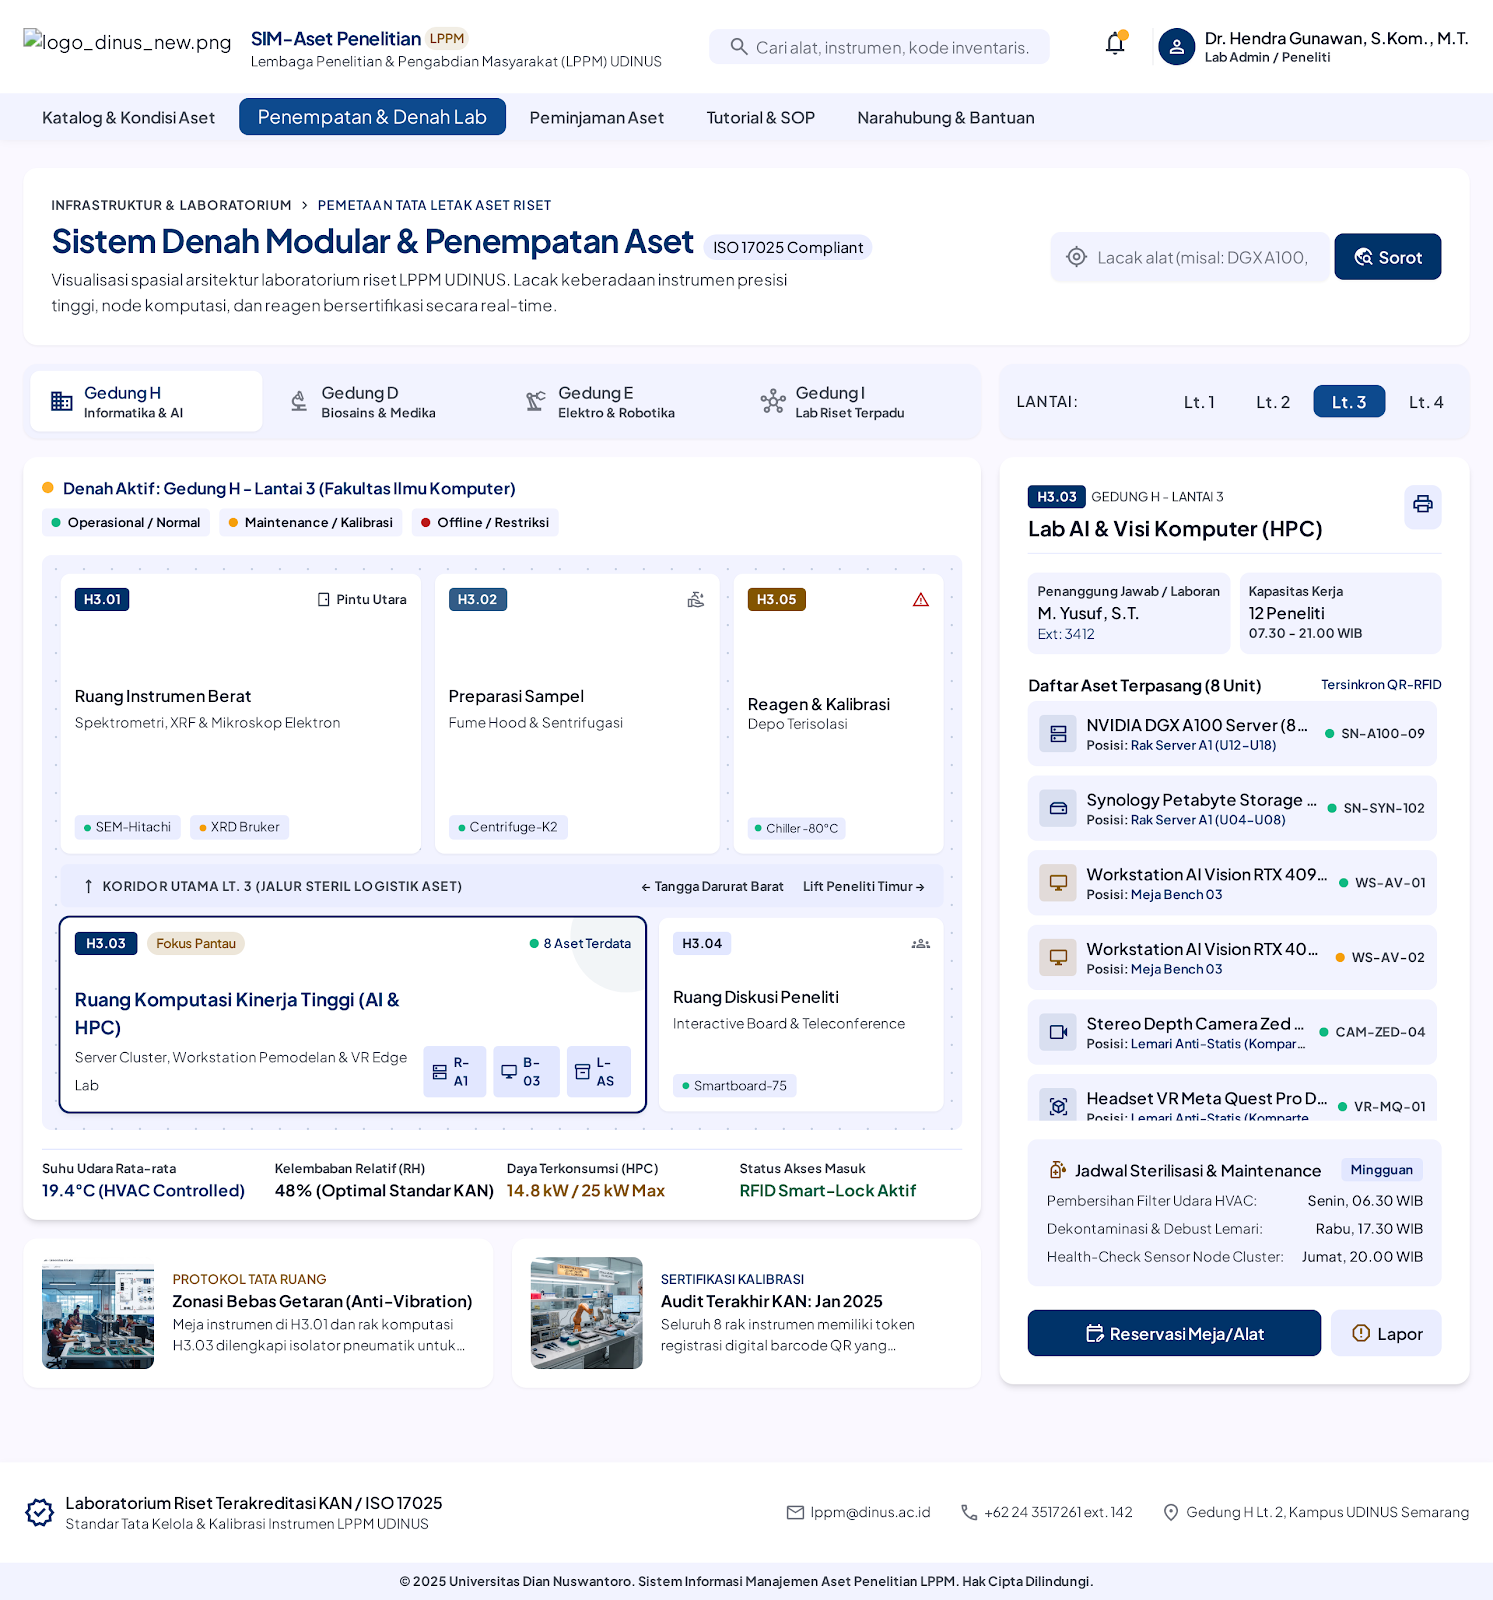 logo_dinus_new.png
SIM-Aset Penelitian LPPM
Lembaga Penelitian & Pengabdian Masyarakat (LPPM) UDINUS
Cari alat, instrumen, kode inventaris.
Dr. Hendra Gunawan, S.Kom., M.T.
Lab Admin / Peneliti
Katalog & Kondisi Aset
Penempatan & Denah Lab
Peminjaman Aset
Tutorial & SOP
Narahubung & Bantuan
INFRASTRUKTUR & LABORATORIUM > PEMETAAN TATA LETAK ASET RISET
Sistem Denah Modular & Penempatan Aset ISO 17025 Compliant
Visualisasi spasial arsitektur laboratorium riset LPPM UDINUS. Lacak keberadaan instrumen presisi
tinggi, node komputasi, dan reagen bersertifikasi secara real-time.
Lacak alat (misal: DGX A100,
Sorot
Gedung H
Informatika & AI
Gedung D
Biosains & Medika
Gedung E
Elektro & Robotika
Gedung I
Lab Riset Terpadu
LANTAI:
Lt. 1
Lt. 2
Lt. 3
Lt. 4
Denah Aktif: Gedung H - Lantai 3 (Fakultas Ilmu Komputer)
Operasional / Normal
Maintenance / Kalibrasi
Offline / Restriksi
H3.01
Pintu Utara
Ruang Instrumen Berat
Spektrometri, XRF & Mikroskop Elektron
SEM-Hitachi
XRD Bruker
H3.02
Preparasi Sampel
Fume Hood & Sentrifugasi
Centrifuge-K2
H3.05
Reagen & Kalibrasi
Depo Terisolasi
Chiller -80°C
↑ KORIDOR UTAMA LT. 3 (JALUR STERIL LOGISTIK ASET)
← Tangga Darurat Barat
Lift Peneliti Timur →
H3.03
Fokus Pantau
8 Aset Terdata
Ruang Komputasi Kinerja Tinggi (AI &
HPC)
Server Cluster, Workstation Pemodelan & VR Edge
Lab
R-
A1
B-
03
L-
AS
H3.04
Ruang Diskusi Peneliti
Interactive Board & Teleconference
Smartboard-75
Suhu Udara Rata-rata
19.4°C (HVAC Controlled)
Kelembaban Relatif (RH)
48% (Optimal Standar KAN)
Daya Terkonsumsi (HPC)
14.8 kW / 25 kW Max
Status Akses Masuk
RFID Smart-Lock Aktif
PROTOKOL TATA RUANG
Zonasi Bebas Getaran (Anti-Vibration)
Meja instrumen di H3.01 dan rak komputasi
H3.03 dilengkapi isolator pneumatik untuk...
SERTIFIKASI KALIBRASI
Audit Terakhir KAN: Jan 2025
Seluruh 8 rak instrumen memiliki token
registrasi digital barcode QR yang...
H3.03 GEDUNG H - LANTAI 3
Lab AI & Visi Komputer (HPC)
Penanggung Jawab / Laboran
M. Yusuf, S.T.
Ext: 3412
Kapasitas Kerja
12 Peneliti
07.30 - 21.00 WIB
Daftar Aset Terpasang (8 Unit)
Tersinkron QR-RFID
NVIDIA DGX A100 Server (8...
Posisi: Rak Server A1 (U12-U18)
SN-A100-09
Synology Petabyte Storage ...
Posisi: Rak Server A1 (U04-U08)
SN-SYN-102
Workstation AI Vision RTX 409...
Posisi: Meja Bench 03
WS-AV-01
Workstation AI Vision RTX 40...
Posisi: Meja Bench 03
WS-AV-02
Stereo Depth Camera Zed ...
Posisi: Lemari Anti-Statis (Kompar...
CAM-ZED-04
Headset VR Meta Quest Pro D...
Posisi: Lemari Anti-Statis (Komparte...
VR-MQ-01
Jadwal Sterilisasi & Maintenance
Mingguan
Pembersihan Filter Udara HVAC: Senin, 06.30 WIB
Dekontaminasi & Debust Lemari: Rabu, 17.30 WIB
Health-Check Sensor Node Cluster: Jumat, 20.00 WIB
Reservasi Meja/Alat
Lapor
Laboratorium Riset Terakreditasi KAN / ISO 17025
Standar Tata Kelola & Kalibrasi Instrumen LPPM UDINUS
lppm@dinus.ac.id
+62 24 3517261 ext. 142
Gedung H Lt. 2, Kampus UDINUS Semarang
© 2025 Universitas Dian Nuswantoro. Sistem Informasi Manajemen Aset Penelitian LPPM. Hak Cipta Dilindungi.